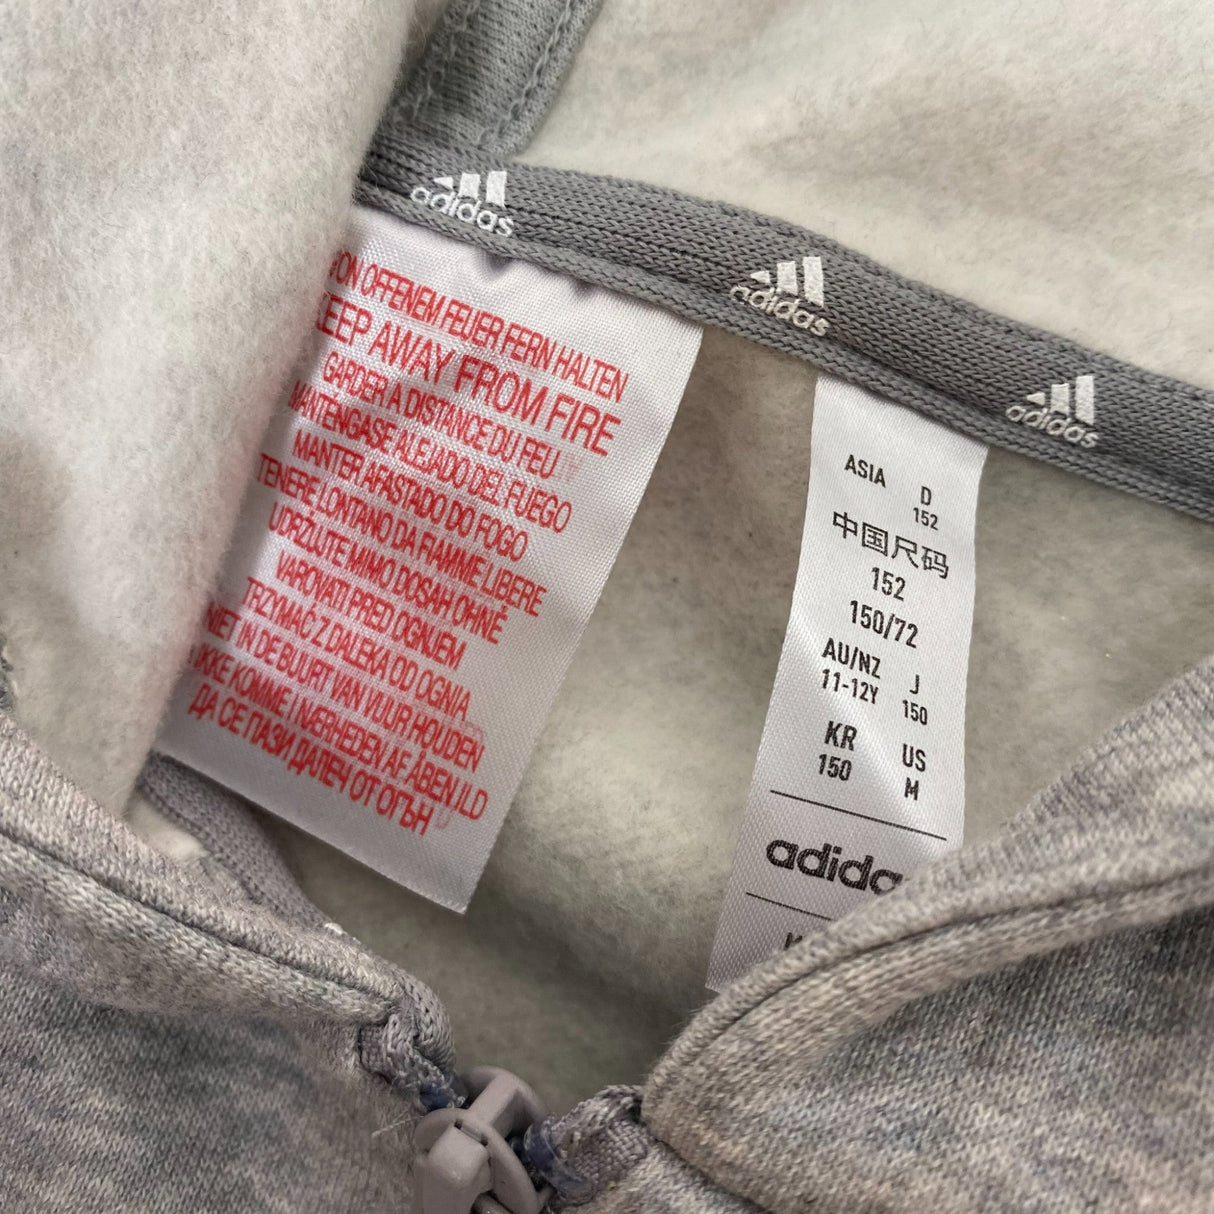 adidas
adidas
adidas
VON OFFENEM FEUER FERN HALTEN
KEEP AWAY FROM FIRE
GARDER À DISTANCE DU FEU
MANTÉNGASE ALEJADO DEL FUEGO
MANTER AFASTADO DO FOGO
TENERE LONTANO DA FIAMME LIBERE
UDRŽUJTE MIMO DOSAH OHNĚ
VAROVATI PRED OGNJEM
TRZYMAĆ Z DALEKA OD OGNIA
NIET IN DE BUURT VAN VUUR HOUDEN
IKKE KOMME I NÆRHEDEN AF ÅBEN ILD
ДА СЕ ПАЗИ ДАЛЕЧ ОТ ОГЪН
ASIA D
152
中国尺码
152
150/72
AU/NZ J
11-12Y 150
KR US
150 M
adidas